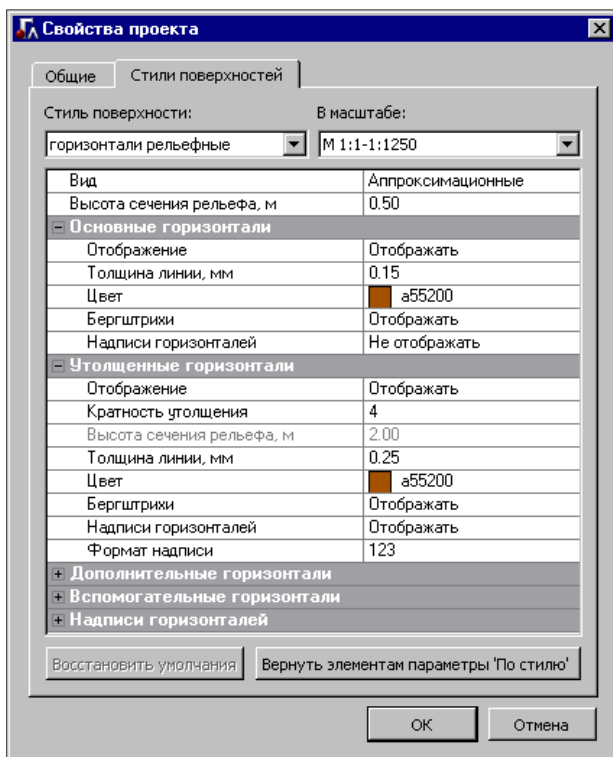 Свойства проекта
Общие Стили поверхностей
Стиль поверхности: В масштабе:
горизонтали рельефные М 1:1-1:1250
Вид Аппроксимационные
Высота сечения рельефа, м 0.50
Основные горизонтали
Отображение Отображать
Толщина линии, мм 0.15
Цвет a55200
Бергштрихи Отображать
Надписи горизонталей Не отображать
Утолщенные горизонтали
Отображение Отображать
Кратность утолщения 4
Высота сечения рельефа, м 2.00
Толщина линии, мм 0.25
Цвет a55200
Бергштрихи Отображать
Надписи горизонталей Отображать
Формат надписи 123
Дополнительные горизонтали
Вспомогательные горизонтали
Надписи горизонталей
Восстановить умолчания Вернуть элементам параметры 'По стилю'
ОК Отмена